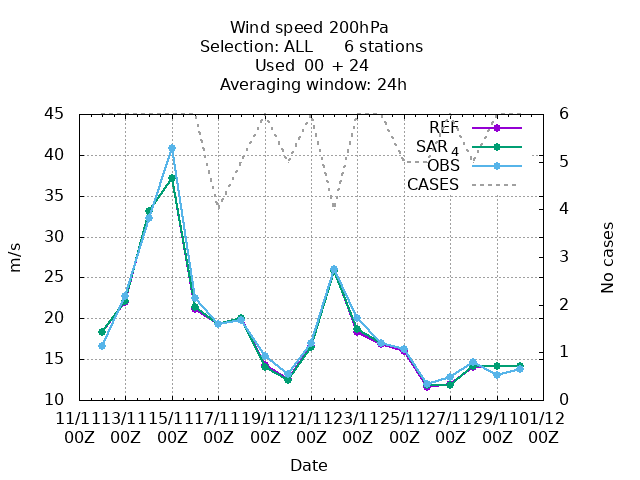 Wind speed 200hPa
Selection: ALL 6 stations
Used 00 + 24
Averaging window: 24h
45
40
35
30
25
20
15
10
m/s
6
5
4
3
2
1
0
No cases
REF
SAR 4
OBS
CASES
11/11 13/11 15/11 17/11 19/11 21/11 23/11 25/11 27/11 29/11 01/12
00Z 00Z 00Z 00Z 00Z 00Z 00Z 00Z 00Z 00Z 00Z
Date